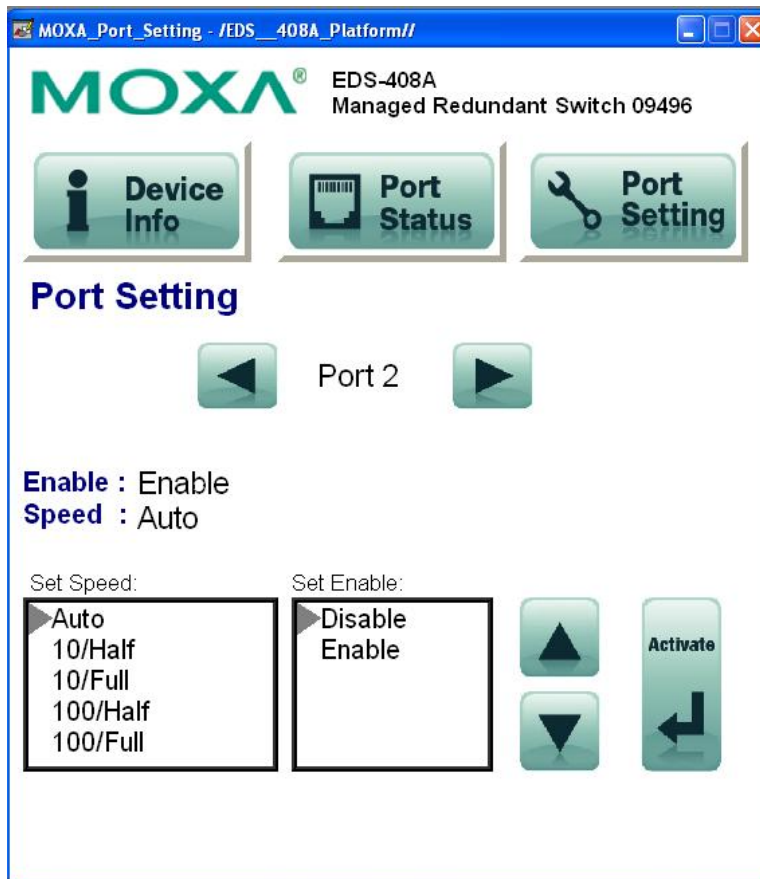 MOXA_Port_Setting - /EDS__408A_Platform//
MOXA®
EDS-408A
Managed Redundant Switch 09496
Device
Info
Port
Status
Port
Setting
Port Setting
Port 2
Enable : Enable
Speed : Auto
Set Speed:
Auto
10/Half
10/Full
100/Half
100/Full
Set Enable:
Disable
Enable
Activate